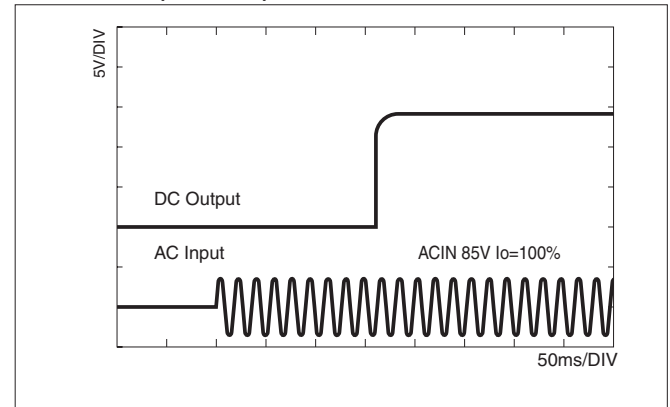 5V/DIV
DC Output
AC Input
ACIN 85V Io=100%
50ms/DIV